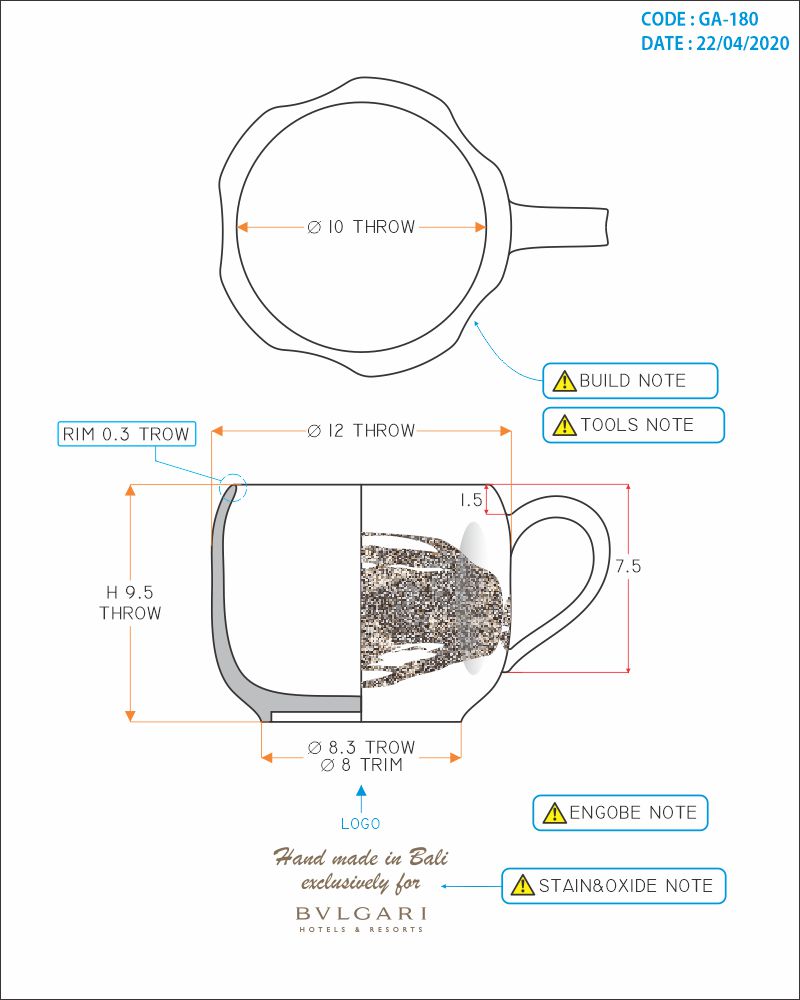 CODE : GA-180
DATE : 22/04/2020
Ø 10 THROW
BUILD NOTE
TOOLS NOTE
RIM 0.3 TROW
Ø 12 THROW
1.5
7.5
H 9.5
THROW
Ø 8.3 TROW
Ø 8 TRIM
LOGO
ENGOBE NOTE
Hand made in Bali
exclusively for
STAIN&OXIDE NOTE
BVLGARI
HOTELS & RESORTS